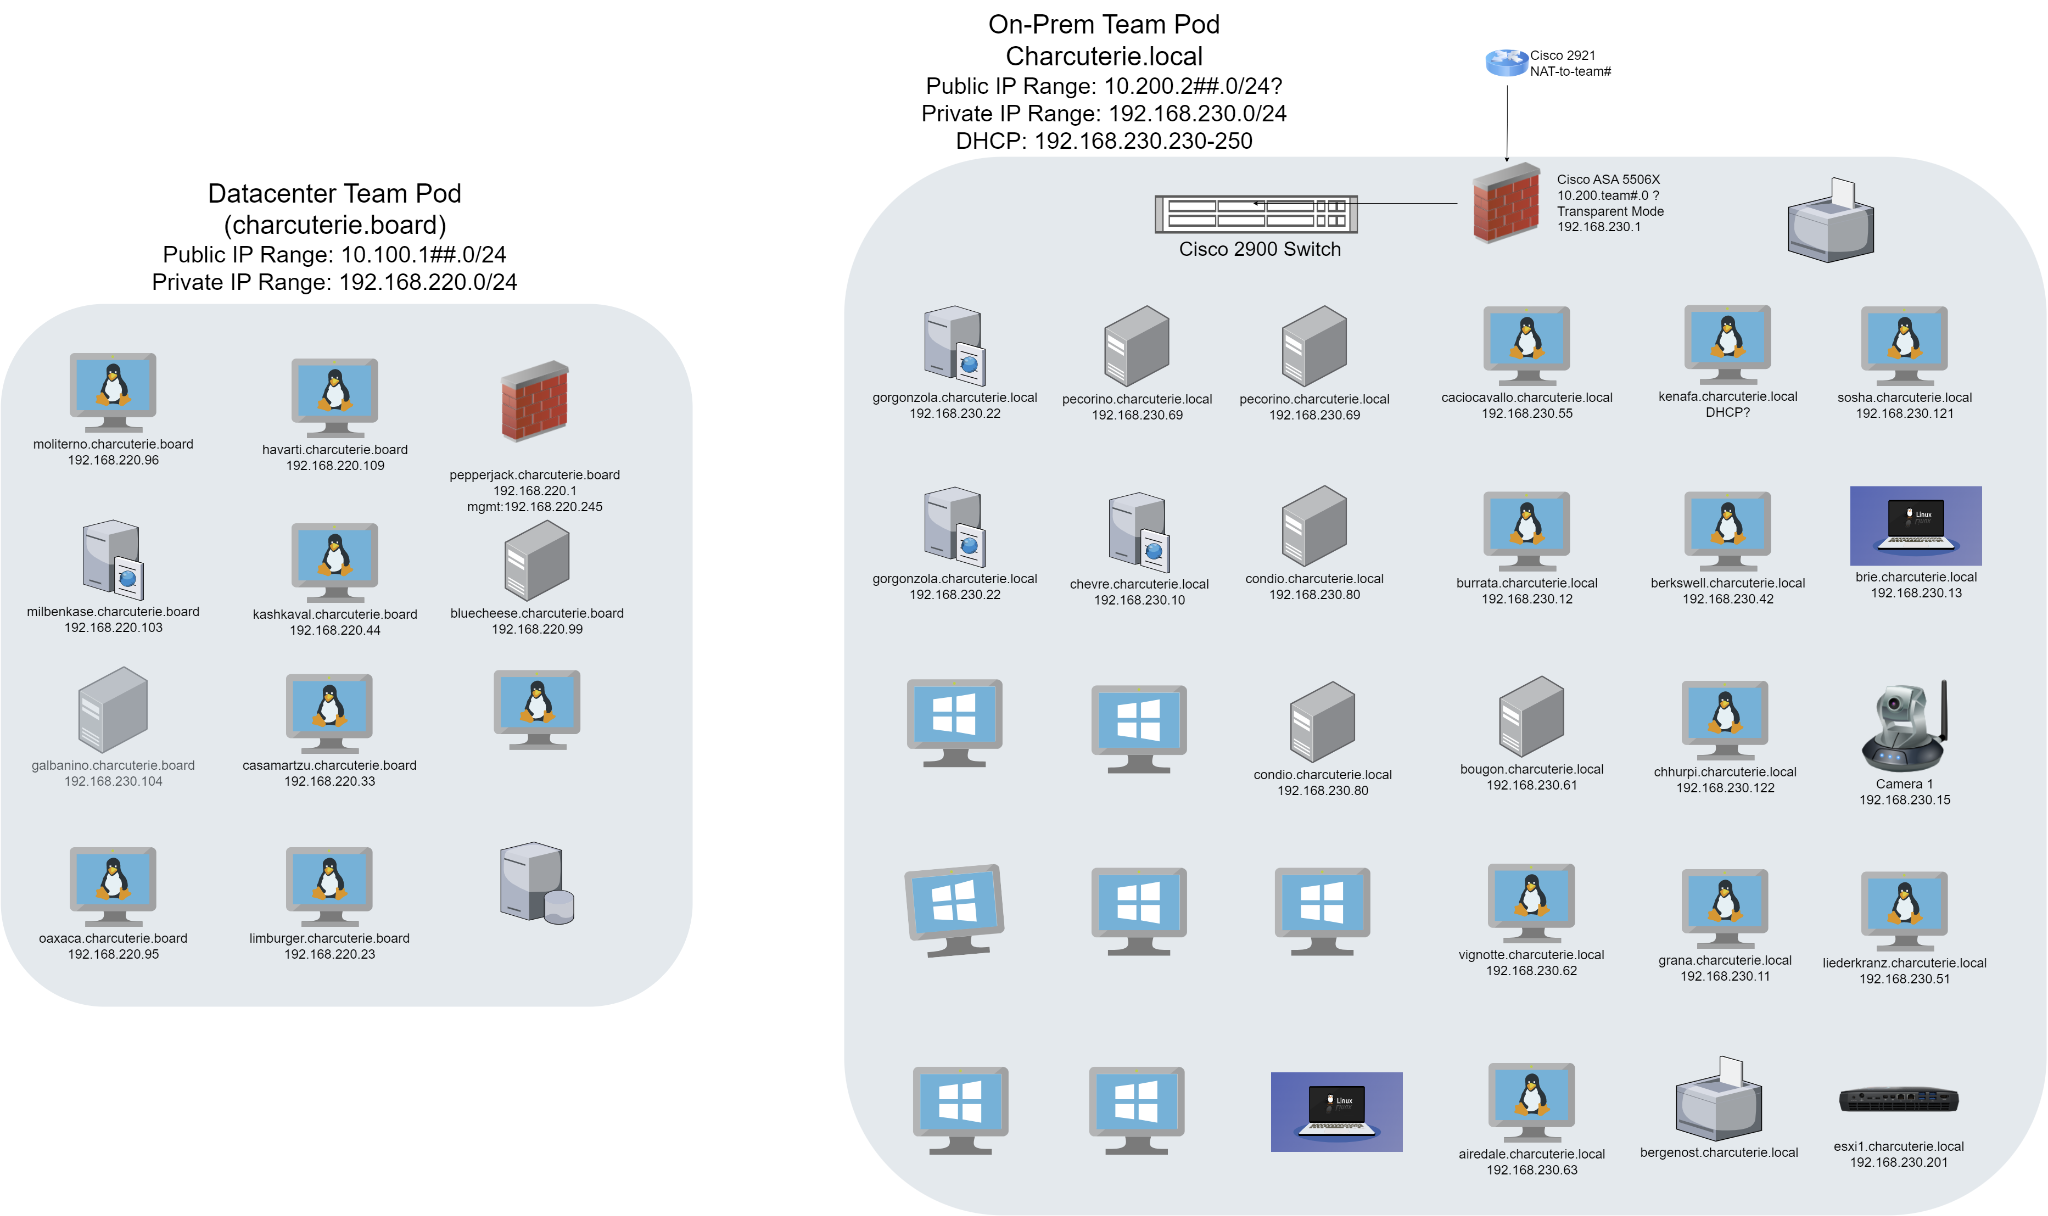 On-Prem Team Pod
Charcuterie.local
Public IP Range: 10.200.2##.0/24?
Private IP Range: 192.168.230.0/24
DHCP: 192.168.230.230-250
Cisco 2921
NAT-to-team#
Cisco ASA 5506X
10.200.team#.0 ?
Transparent Mode
192.168.230.1
Cisco 2900 Switch
Datacenter Team Pod
(charcuterie.board)
Public IP Range: 10.100.1##.0/24
Private IP Range: 192.168.220.0/24
moliterno.charcuterie.board
192.168.220.96
havarti.charcuterie.board
192.168.220.109
pepperjack.charcuterie.board
192.168.220.1
mgmt:192.168.220.245
milbenkase.charcuterie.board
192.168.220.103
kashkaval.charcuterie.board
192.168.220.44
bluecheese.charcuterie.board
192.168.220.99
galbanino.charcuterie.board
192.168.230.104
casamartzu.charcuterie.board
192.168.220.33
oaxaca.charcuterie.board
192.168.220.95
limburger.charcuterie.board
192.168.220.23
gorgonzola.charcuterie.local
192.168.230.22
pecorino.charcuterie.local
192.168.230.69
pecorino.charcuterie.local
192.168.230.69
caciocavallo.charcuterie.local
192.168.230.55
kenafa.charcuterie.local
DHCP?
sosha.charcuterie.local
192.168.230.121
gorgonzola.charcuterie.local
192.168.230.22
chevre.charcuterie.local
192.168.230.10
condio.charcuterie.local
192.168.230.80
burrata.charcuterie.local
192.168.230.12
berkswell.charcuterie.local
192.168.230.42
Linux
brie.charcuterie.local
192.168.230.13
condio.charcuterie.local
192.168.230.80
bougon.charcuterie.local
192.168.230.61
chhurpi.charcuterie.local
192.168.230.122
Camera 1
192.168.230.15
vignotte.charcuterie.local
192.168.230.62
grana.charcuterie.local
192.168.230.11
liederkranz.charcuterie.local
192.168.230.51
Linux
airedale.charcuterie.local
192.168.230.63
bergenost.charcuterie.local
esxi1.charcuterie.local
192.168.230.201